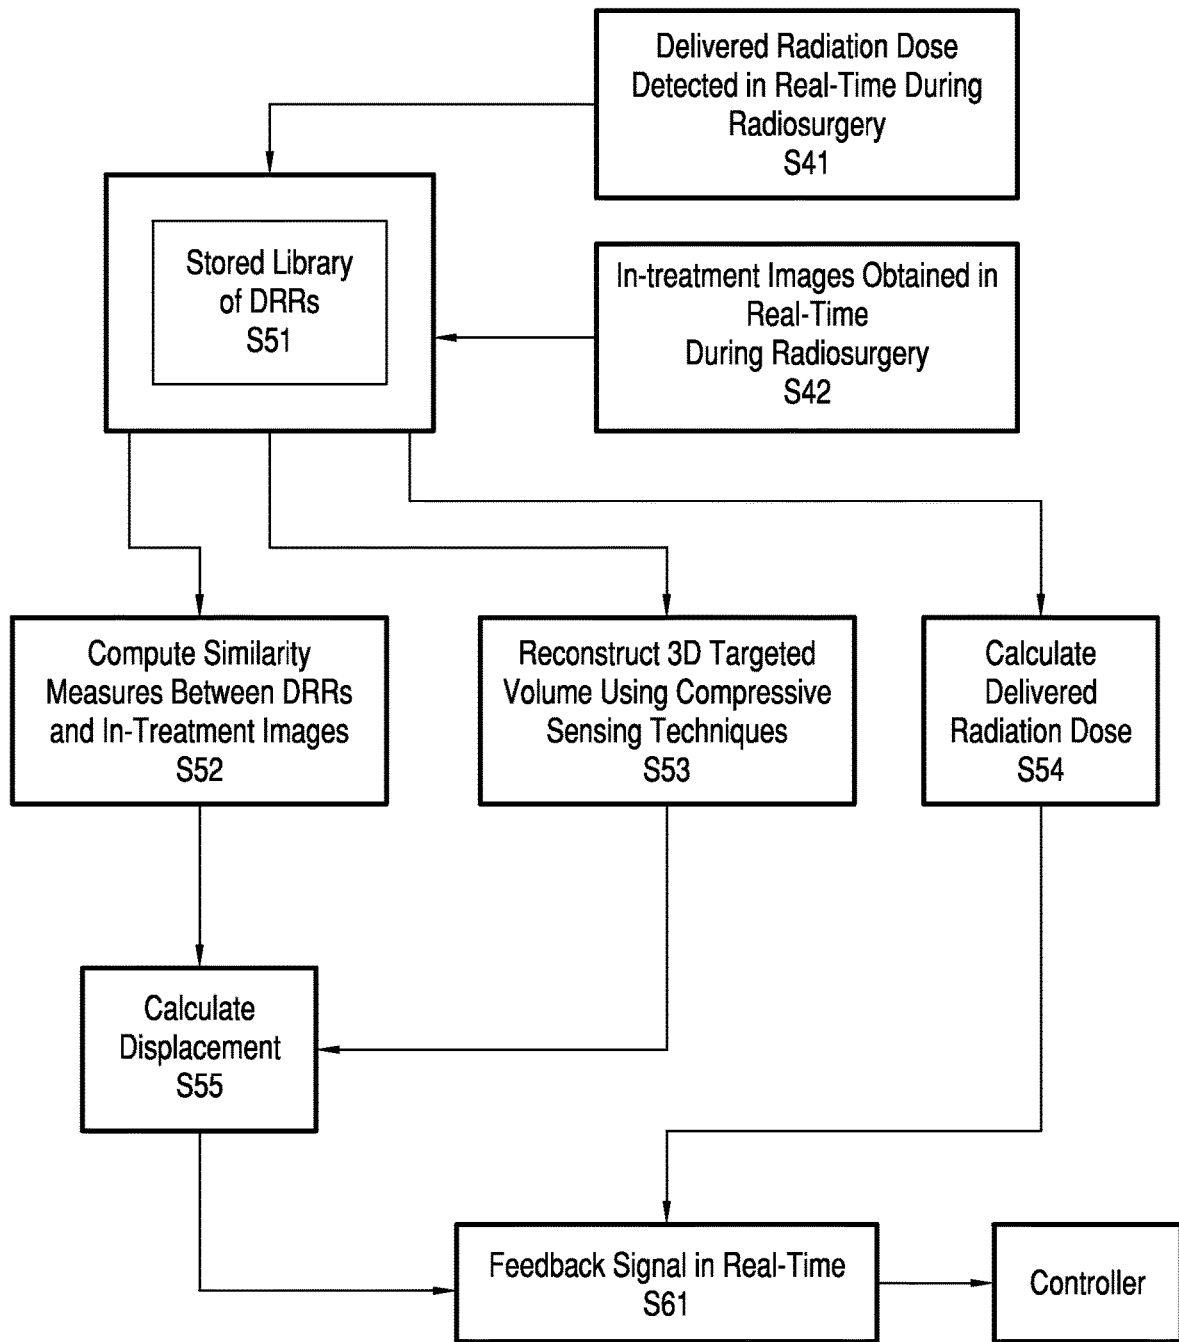 Delivered Radiation Dose
Detected in Real-Time During
Radiosurgery
S41
Stored Library
of DRRs
S51
In-treatment Images Obtained in
Real-Time
During Radiosurgery
S42
Compute Similarity
Measures Between DRRs
and In-Treatment Images
S52
Reconstruct 3D Targeted
Volume Using Compressive
Sensing Techniques
S53
Calculate
Delivered
Radiation Dose
S54
Calculate
Displacement
S55
Feedback Signal in Real-Time
S61
Controller